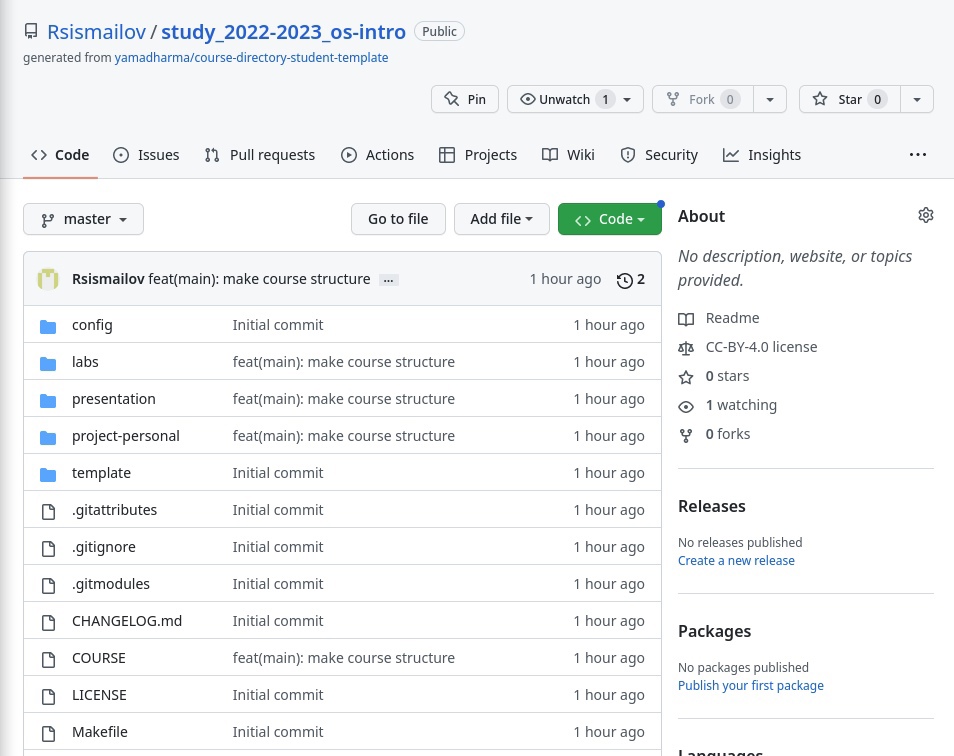 Rsismailov / study_2022-2023_os-intro Public
generated from yamadharma/course-directory-student-template
Pin Unwatch 1 Fork 0 Star 0
Code Issues Pull requests Actions Projects Wiki Security Insights ...
master Go to file Add file Code
About
No description, website, or topics
provided.
Rsismailov feat(main): make course structure ... 1 hour ago 2
config Initial commit 1 hour ago
labs feat(main): make course structure 1 hour ago
presentation feat(main): make course structure 1 hour ago
project-personal feat(main): make course structure 1 hour ago
template Initial commit 1 hour ago
.gitattributes Initial commit 1 hour ago
.gitignore Initial commit 1 hour ago
.gitmodules Initial commit 1 hour ago
CHANGELOG.md Initial commit 1 hour ago
COURSE feat(main): make course structure 1 hour ago
LICENSE Initial commit 1 hour ago
Makefile Initial commit 1 hour ago
Readme
CC-BY-4.0 license
0 stars
1 watching
0 forks
Releases
No releases published
Create a new release
Packages
No packages published
Publish your first package
Languages